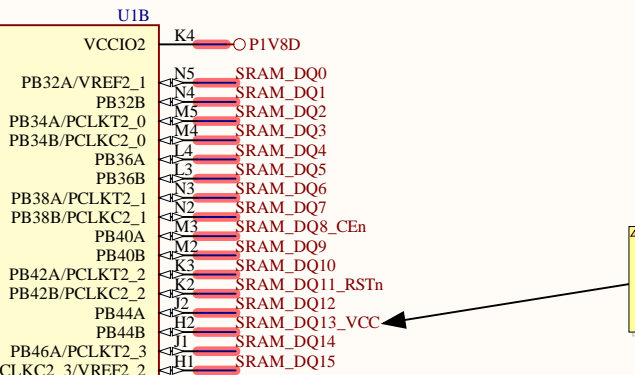 U1B
VCCIO2 K4 P1V8D
PB32A/VREF2_1 N5 SRAM_DQ0
PB32B N4 SRAM_DQ1
PB34A/PCLKT2_0 M5 SRAM_DQ2
PB34B/PCLKC2_0 M4 SRAM_DQ3
PB36A L4 SRAM_DQ4
PB36B L3 SRAM_DQ5
PB38A/PCLKT2_1 N3 SRAM_DQ6
PB38B/PCLKC2_1 N2 SRAM_DQ7
PB40A M3 SRAM_DQ8_CEn
PB40B M2 SRAM_DQ9
PB42A/PCLKT2_2 K3 SRAM_DQ10
PB42B/PCLKC2_2 K2 SRAM_DQ11_RSTn
PB44A J2 SRAM_DQ12
PB44B H2 SRAM_DQ13_VCC
PB46A/PCLKT2_3 J1 SRAM_DQ14
CLKC2_3/VREF2_2 H1 SRAM_DQ15